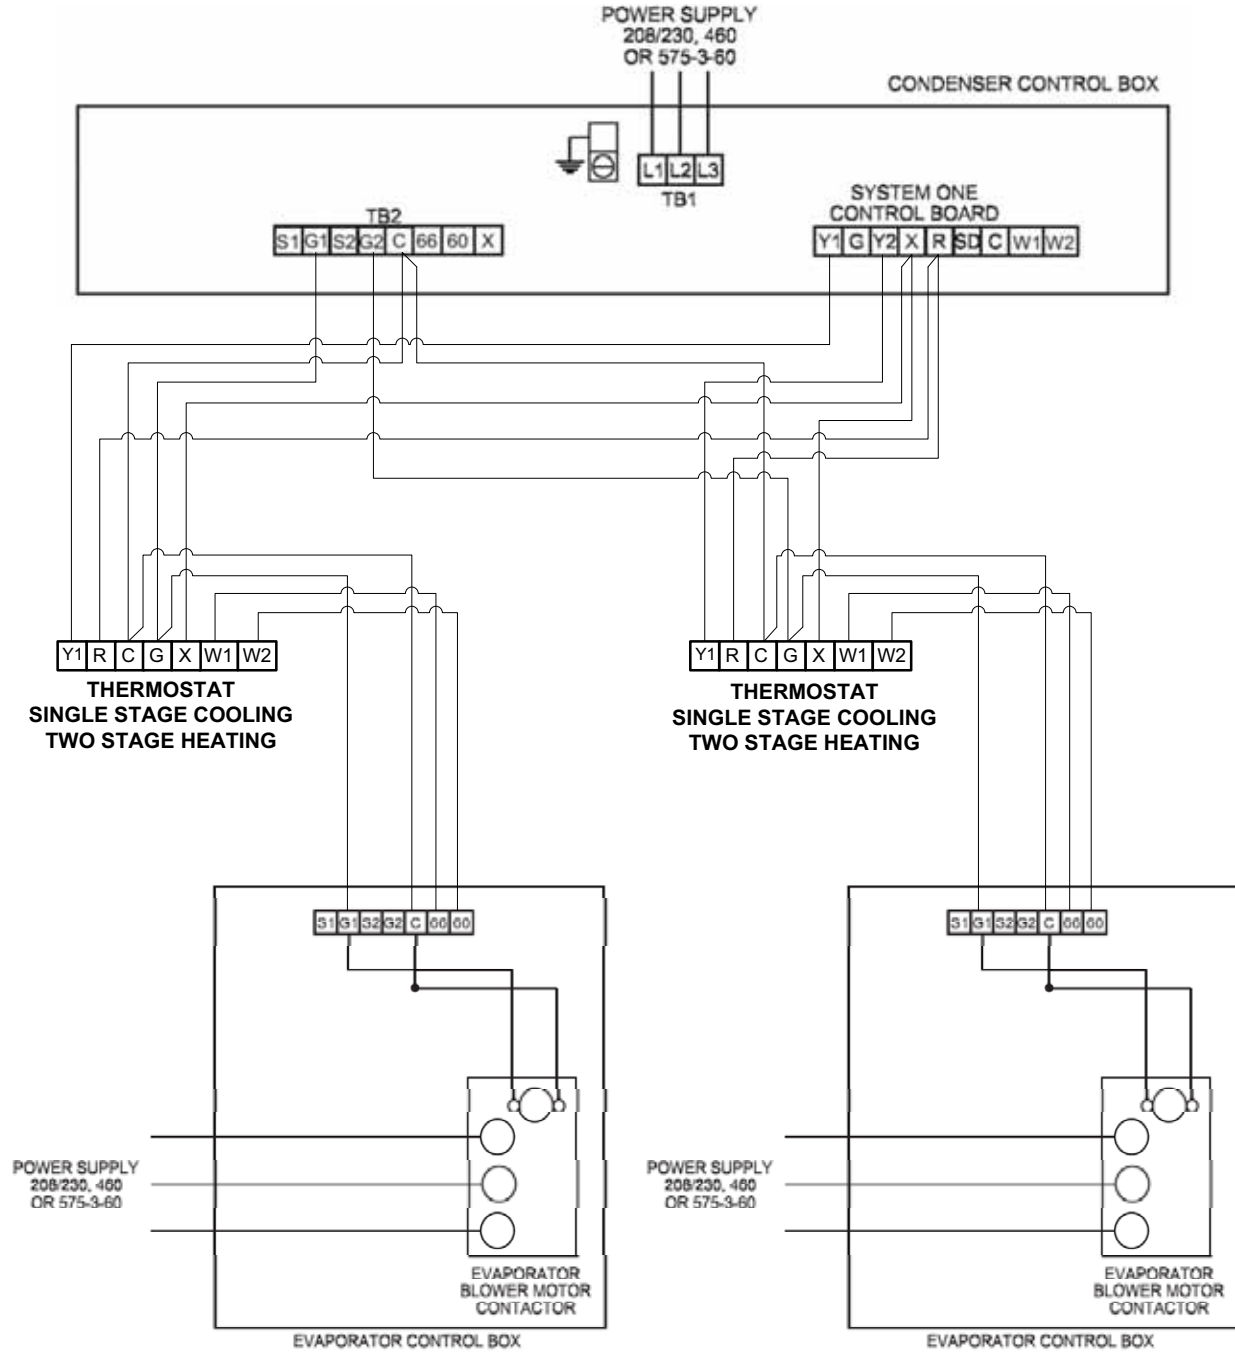 POWER SUPPLY
208/230, 460
OR 575-3-60
CONDENSER CONTROL BOX
L1 L2 L3
TB1
TB2
S1 G1 S2 G2 C 66 60 X
SYSTEM ONE
CONTROL BOARD
Y1 G Y2 X R SD C W1 W2
Y1 R C G X W1 W2
THERMOSTAT
SINGLE STAGE COOLING
TWO STAGE HEATING
Y1 R C G X W1 W2
THERMOSTAT
SINGLE STAGE COOLING
TWO STAGE HEATING
S1 G1 S2 G2 C 66 60
POWER SUPPLY
208/230, 460
OR 575-3-60
EVAPORATOR
BLOWER MOTOR
CONTACTOR
EVAPORATOR CONTROL BOX
S1 G1 S2 G2 C 66 60
POWER SUPPLY
208/230, 460
OR 575-3-60
EVAPORATOR
BLOWER MOTOR
CONTACTOR
EVAPORATOR CONTROL BOX